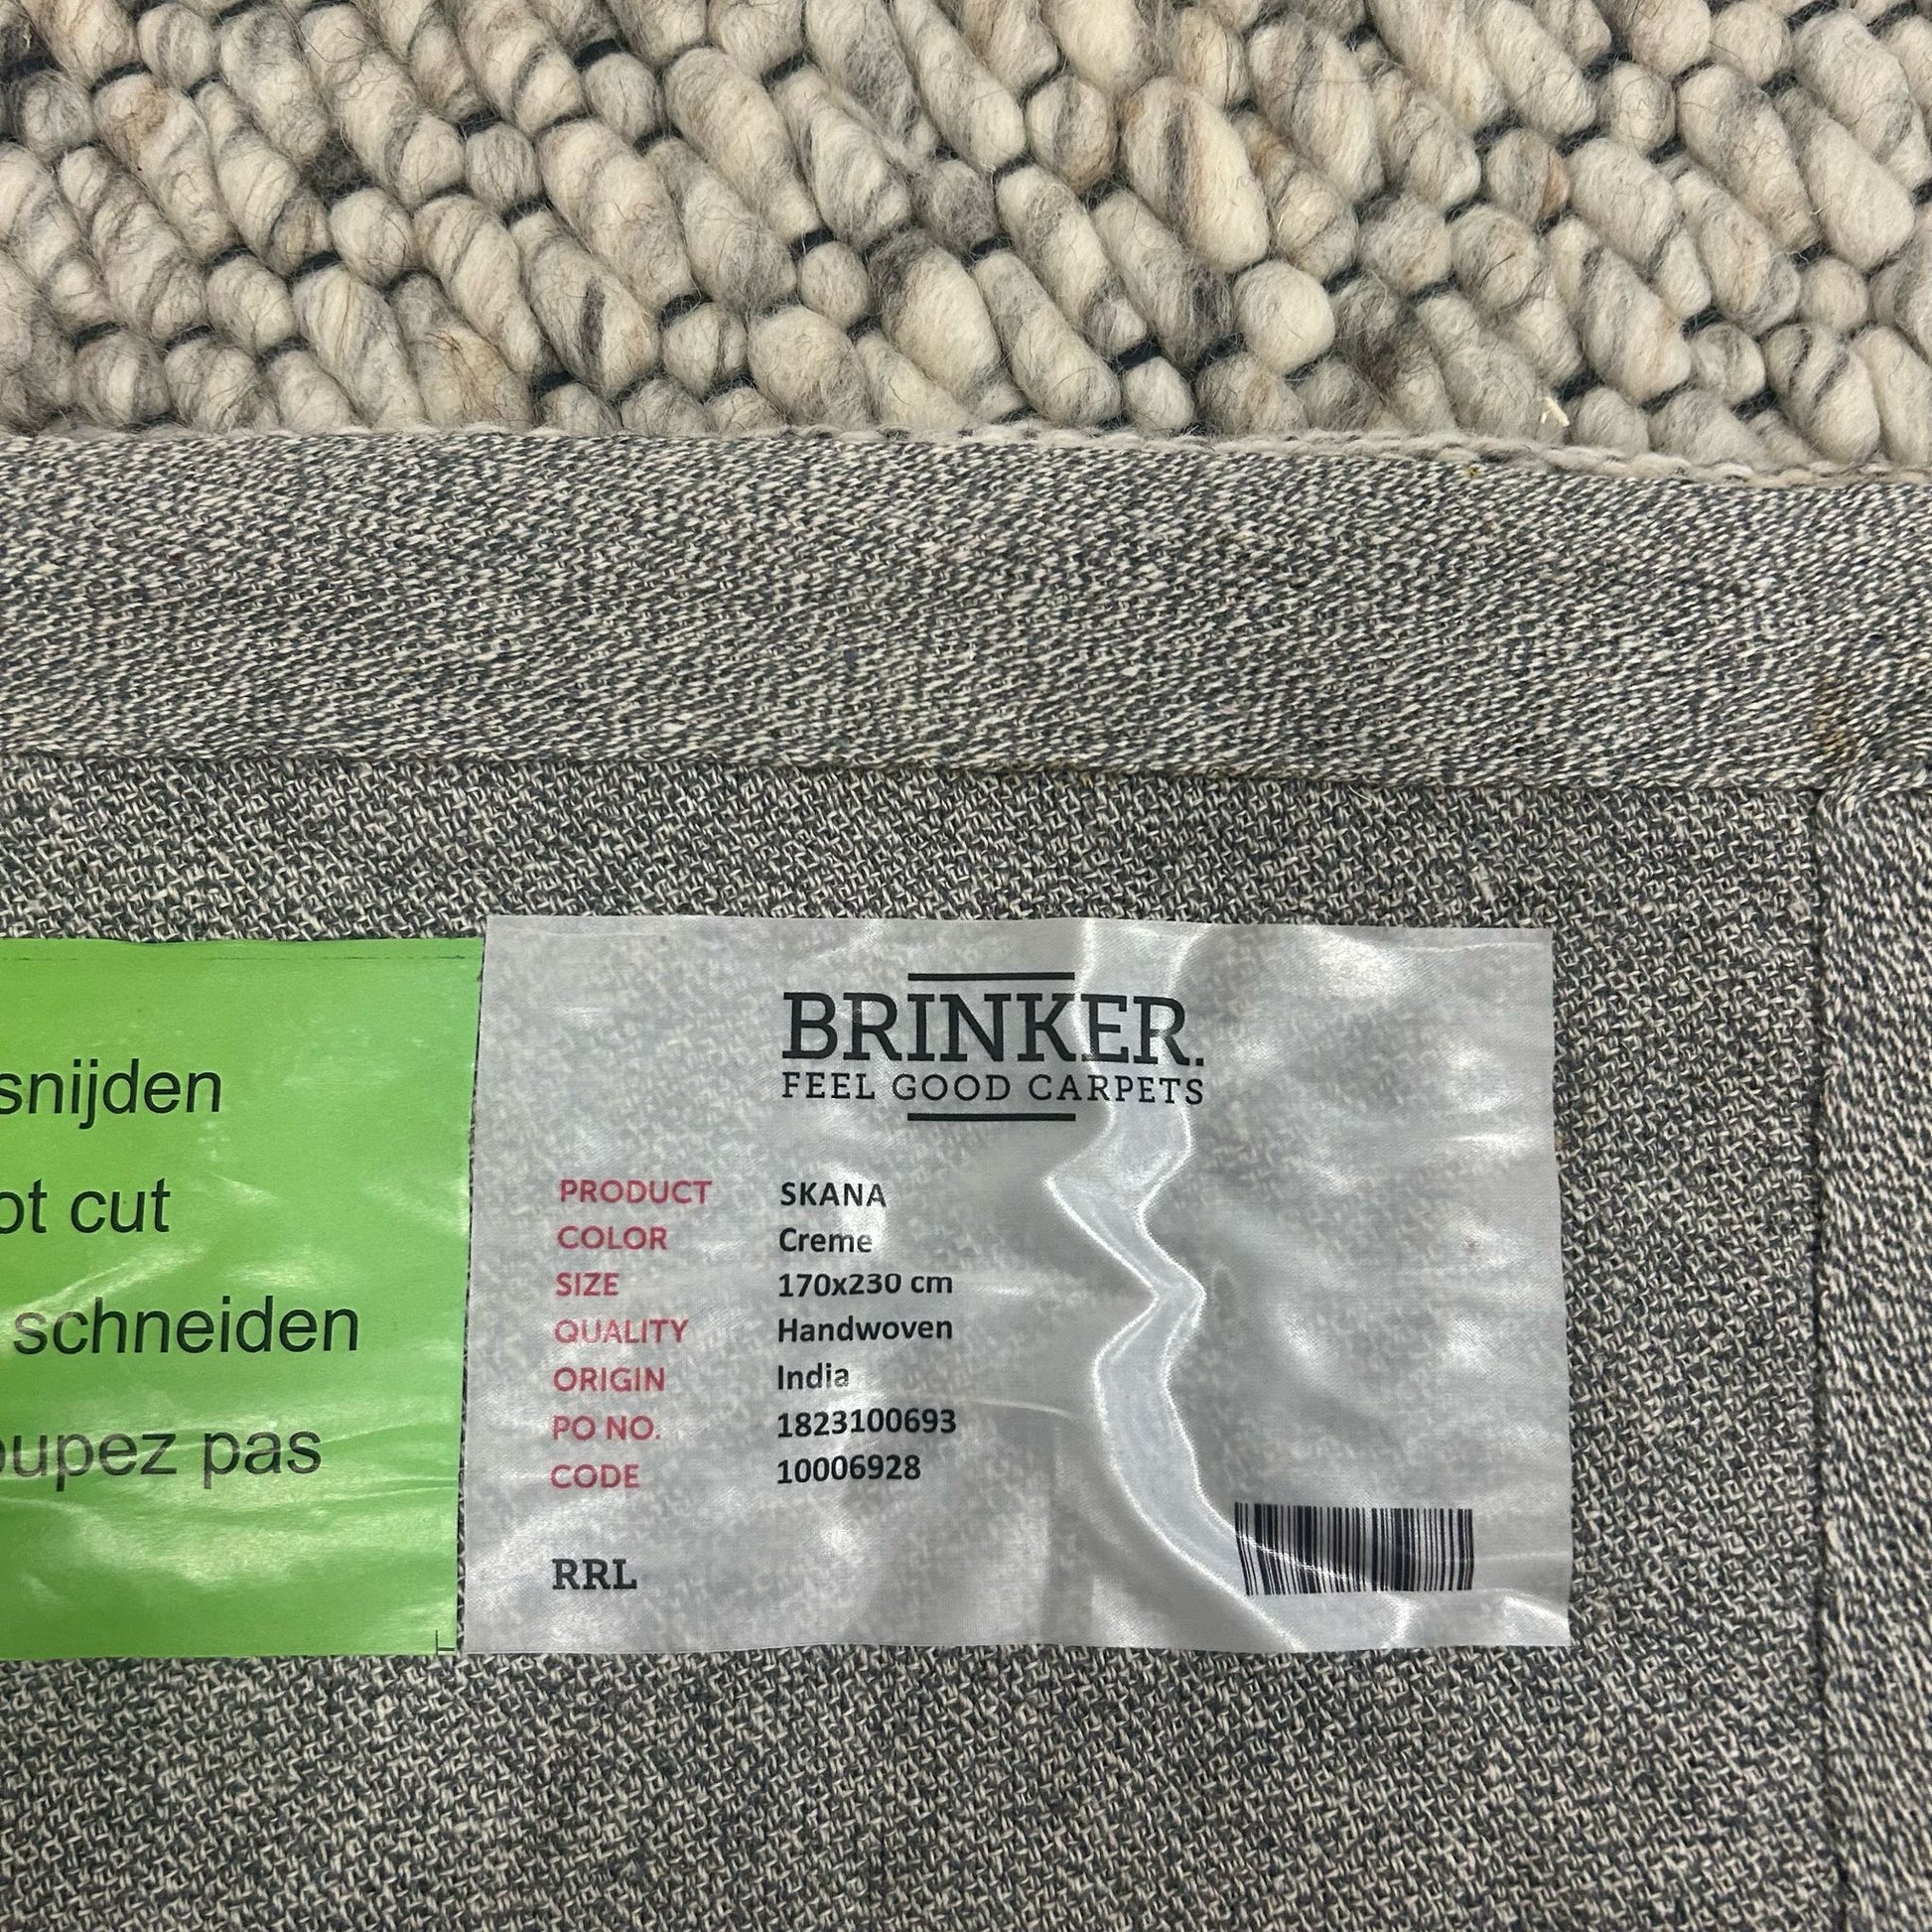 snijden
ot cut
schneiden
oupez pas
BRINKER.
FEEL GOOD CARPETS
PRODUCT SKANA
COLOR Creme
SIZE 170x230 cm
QUALITY Handwoven
ORIGIN India
PO NO. 1823100693
CODE 10006928
RRL